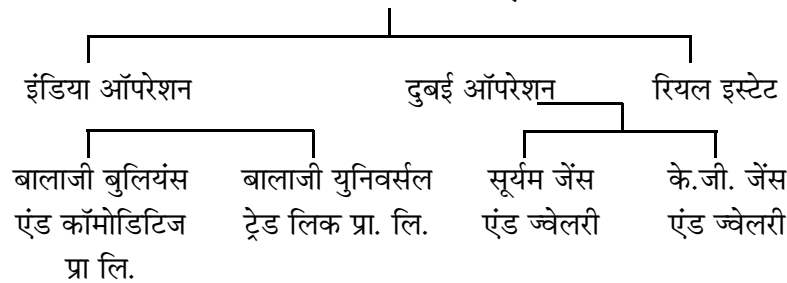 इंडिया ऑपरेशन दुबई ऑपरेशन रियल इस्टेट
बालाजी बुलियंस बालाजी युनिवर्सल सूर्यम जेंस के.जी. जेंस
एंड कॉमोडिटिज ट्रेड लिक प्रा. लि. एंड ज्वेलरी एंड ज्वेलरी
प्रा लि.